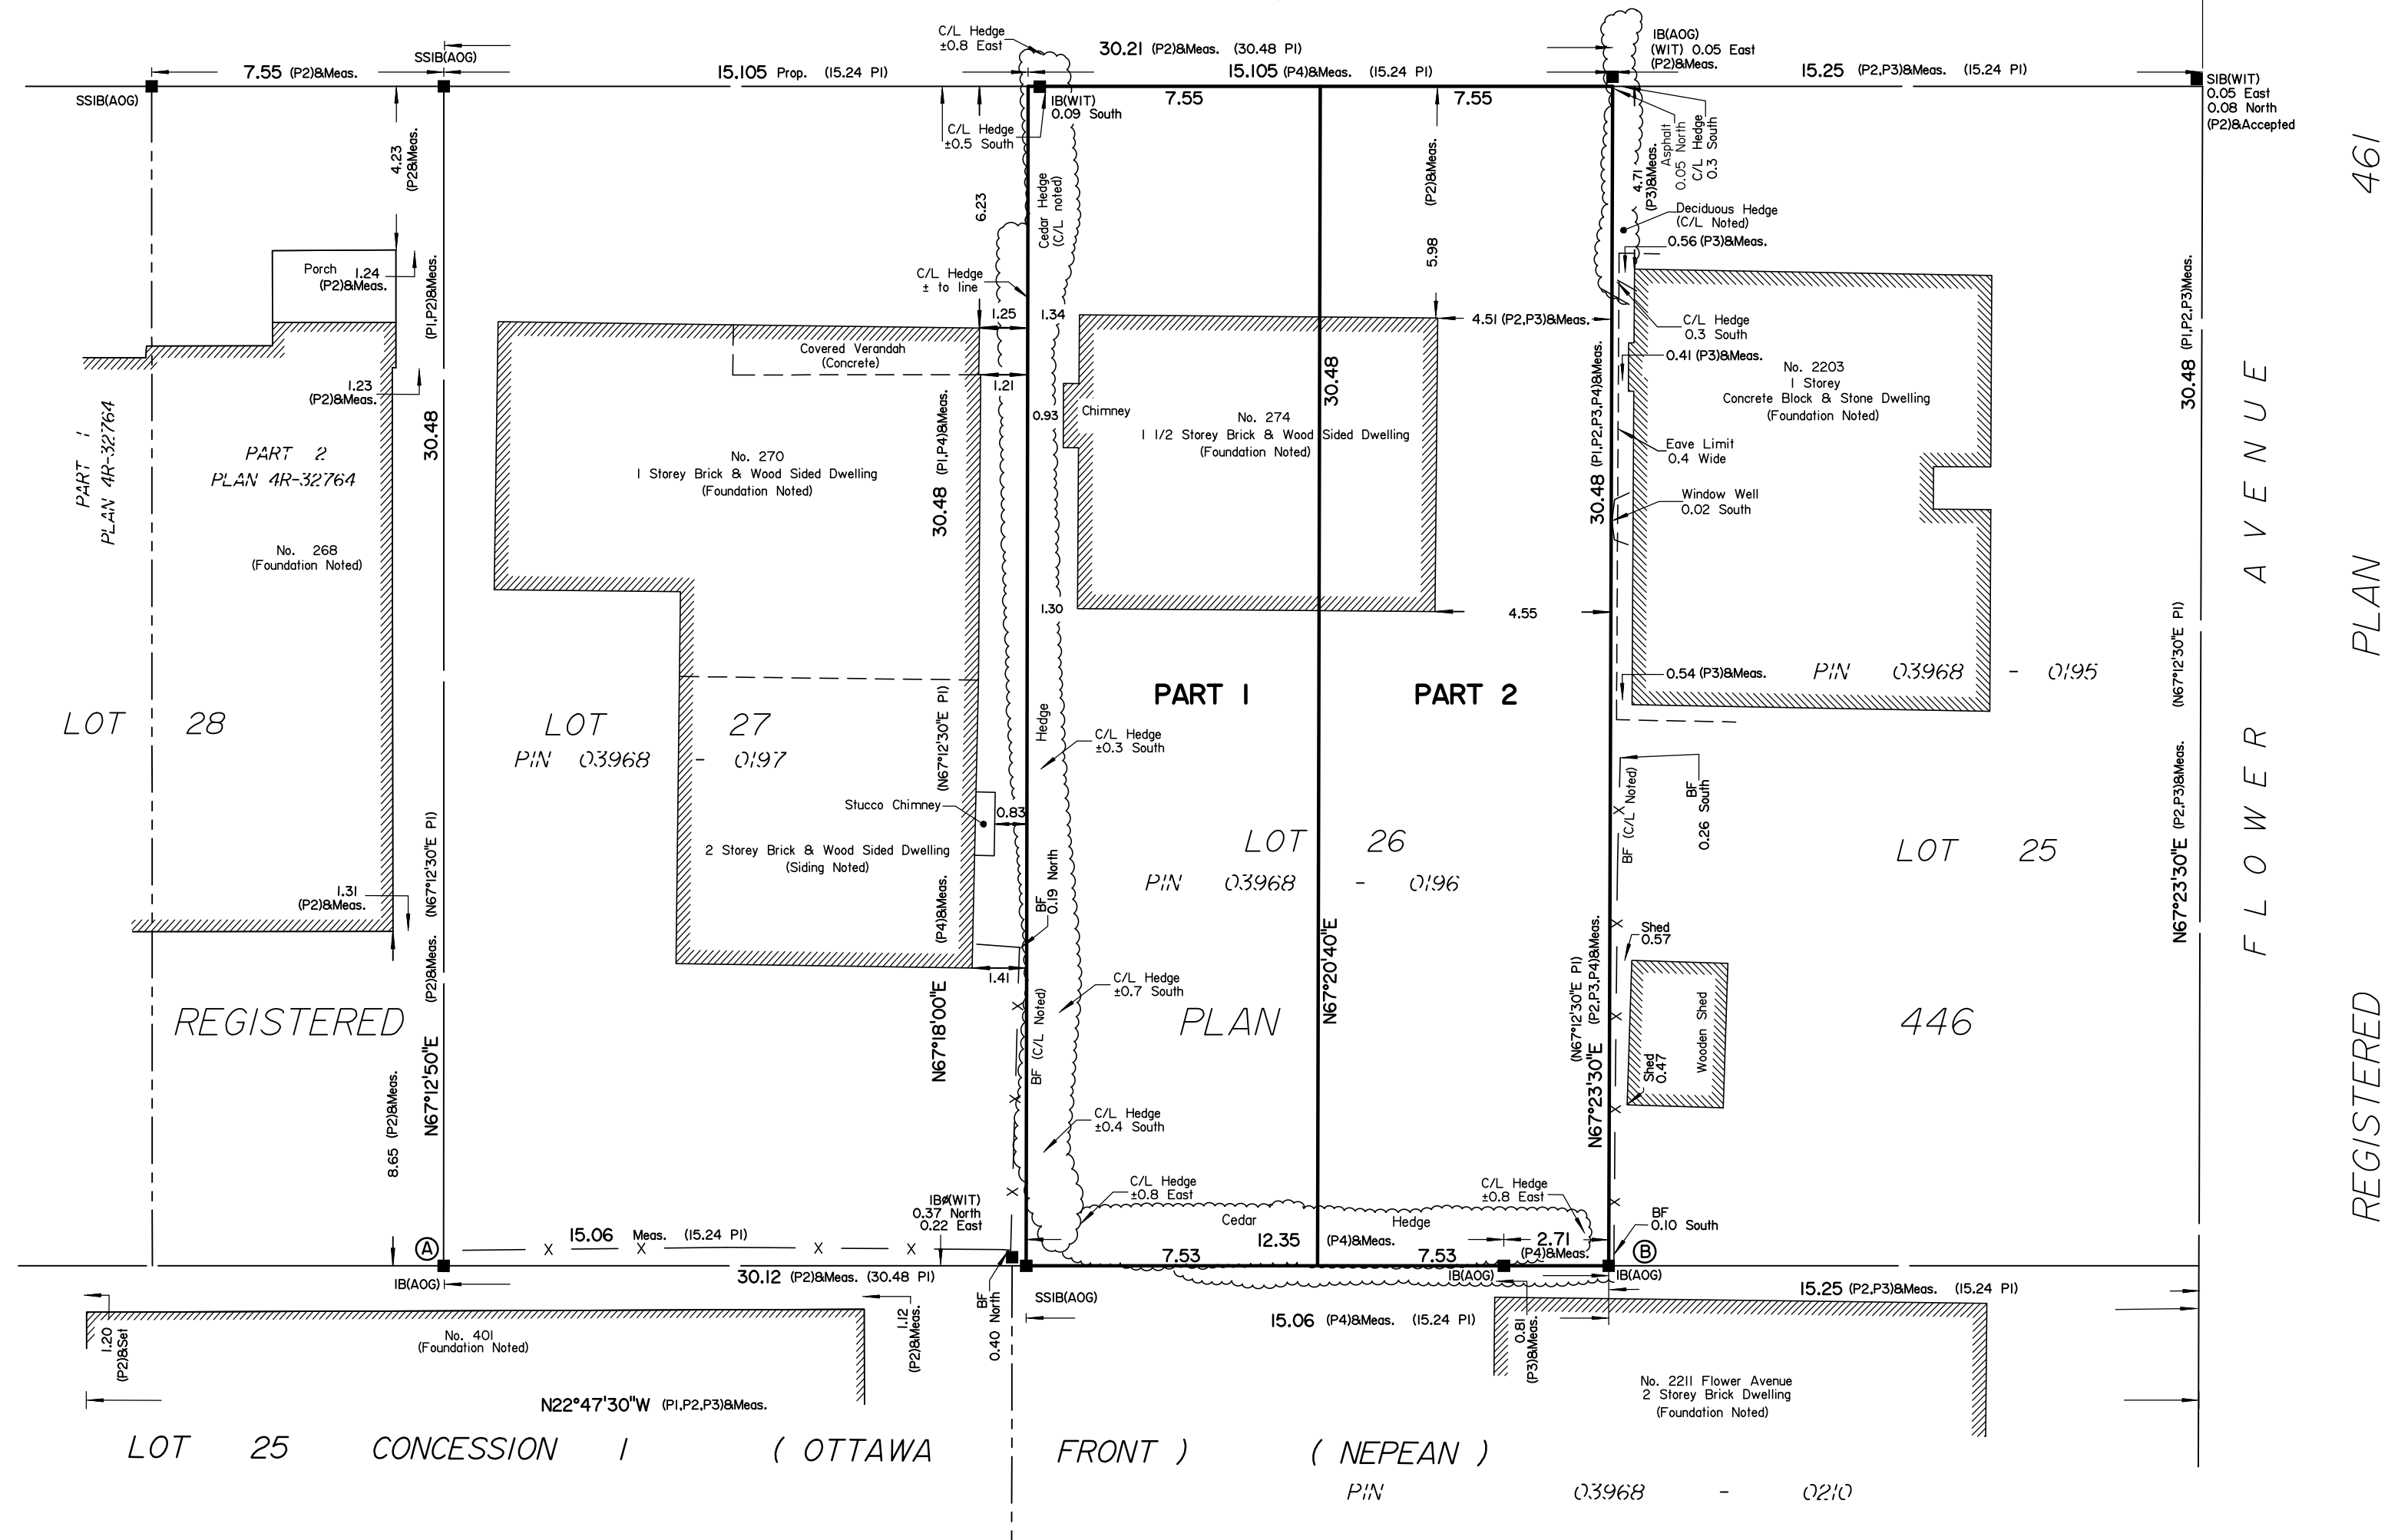 C/L Hedge
±0.8 East
30.21 (P2)&Meas. (30.48 P1)
IB(AOG)
(WIT) 0.05 East
(P2)&Meas.
SSIB(AOG)
7.55 (P2)&Meas.
15.105 Prop. (15.24 P1)
15.105 (P4)&Meas. (15.24 P1)
15.25 (P2,P3)&Meas. (15.24 P1)
SIB(WIT)
0.05 East
0.08 North
(P2)&Accepted
SSIB(AOG)
IB(WIT)
0.09 South
7.55
7.55
C/L Hedge
±0.5 South
4.23
(P2&Meas.
6.23
Cedar Hedge
(C/L noted)
(P2)&Meas.
5.98
4.71
(P3)&Meas.
Asphalt
0.05 North
C/L Hedge
0.3 South
Deciduous Hedge
(C/L Noted)
0.56 (P3)&Meas.
Porch
1.24
(P2)&Meas.
C/L Hedge
± to line
1.25
1.34
4.51 (P2,P3)&Meas.
C/L Hedge
0.3 South
Covered Verandah
(Concrete)
1.21
0.41 (P3)&Meas.
1.23
(P2)&Meas.
0.93
Chimney
No. 274
1 1/2 Storey Brick & Wood Sided Dwelling
(Foundation Noted)
No. 2203
1 Storey
Concrete Block & Stone Dwelling
(Foundation Noted)
30.48 (P1,P2)&Meas.
30.48 (P1,P4)&Meas.
30.48
30.48 (P1,P2,P3,P4)&Meas.
30.48 (P1,P2,P3)&Meas.
PART 1
PLAN 4R-32764
PART 2
PLAN 4R-32764
No. 270
1 Storey Brick & Wood Sided Dwelling
(Foundation Noted)
Eave Limit
0.4 Wide
Window Well
0.02 South
No. 268
(Foundation Noted)
1.30
4.55
0.54 (P3)&Meas.
PIN 03968 - 0195
PART 1
PART 2
LOT 28
LOT 27
PIN 03968 - 0197
Hedge
C/L Hedge
±0.3 South
Stucco Chimney
0.83
2 Storey Brick & Wood Sided Dwelling
(Siding Noted)
LOT 26
PIN 03968 - 0196
BF (C/L Noted)
BF
0.26 South
LOT 25
1.31
(P2)&Meas.
BF
0.19 North
Shed
0.57
1.41
C/L Hedge
±0.7 South
BF (C/L Noted)
N67°12'50"E (P2)&Meas. (N67°12'30"E P1)
N67°18'00"E (P4)&Meas. (N67°12'30"E P1)
N67°20'40"E
N67°23'30"E (P2,P3,P4)&Meas.
(N67°12'30"E P1)
N67°23'30"E (P2,P3)&Meas. (N67°12'30"E P1)
REGISTERED PLAN 446
Wooden Shed
Shed
0.47
8.65 (P2)&Meas.
C/L Hedge
±0.4 South
FLOWER AVENUE
REGISTERED PLAN 461
C/L Hedge
±0.8 East
C/L Hedge
±0.8 East
IBø(WIT)
0.37 North
0.22 East
Cedar Hedge
BF
0.10 South
A
15.06 Meas. (15.24 P1)
X X X X
12.35 (P4)&Meas.
2.71
(P4)&Meas.
B
7.53
7.53
IB(AOG)
30.12 (P2)&Meas. (30.48 P1)
IB(AOG)
IB(AOG)
SSIB(AOG)
BF
0.40 North
15.25 (P2,P3)&Meas. (15.24 P1)
15.06 (P4)&Meas. (15.24 P1)
0.81
(P3)&Meas.
1.20
(P2)&Set
No. 401
(Foundation Noted)
1.12
(P2)&Meas.
No. 2211 Flower Avenue
2 Storey Brick Dwelling
(Foundation Noted)
N22°47'30"W (P1,P2,P3)&Meas.
LOT 25 CONCESSION 1 ( OTTAWA FRONT ) ( NEPEAN )
PIN 03968 - 0210